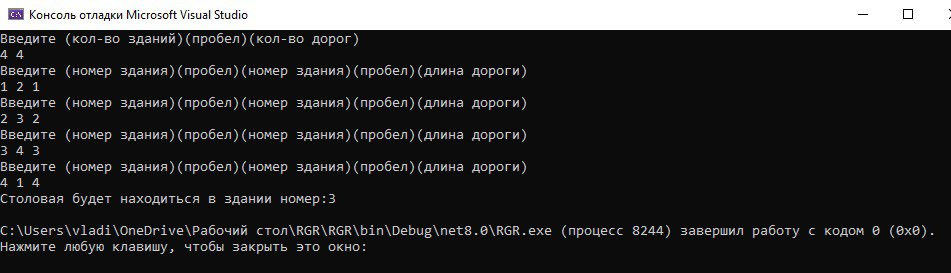 Консоль отладки Microsoft Visual Studio
Введите (кол-во зданий)(пробел)(кол-во дорог)
4 4
Введите (номер здания)(пробел)(номер здания)(пробел)(длина дороги)
1 2 1
Введите (номер здания)(пробел)(номер здания)(пробел)(длина дороги)
2 3 2
Введите (номер здания)(пробел)(номер здания)(пробел)(длина дороги)
3 4 3
Введите (номер здания)(пробел)(номер здания)(пробел)(длина дороги)
4 1 4
Столовая будет находиться в здании номер:3
C:\Users\vladi\OneDrive\Рабочий стол\RGR\RGR\bin\Debug\net8.0\RGR.exe (процесс 8244) завершил работу с кодом 0 (0x0).
Нажмите любую клавишу, чтобы закрыть это окно: